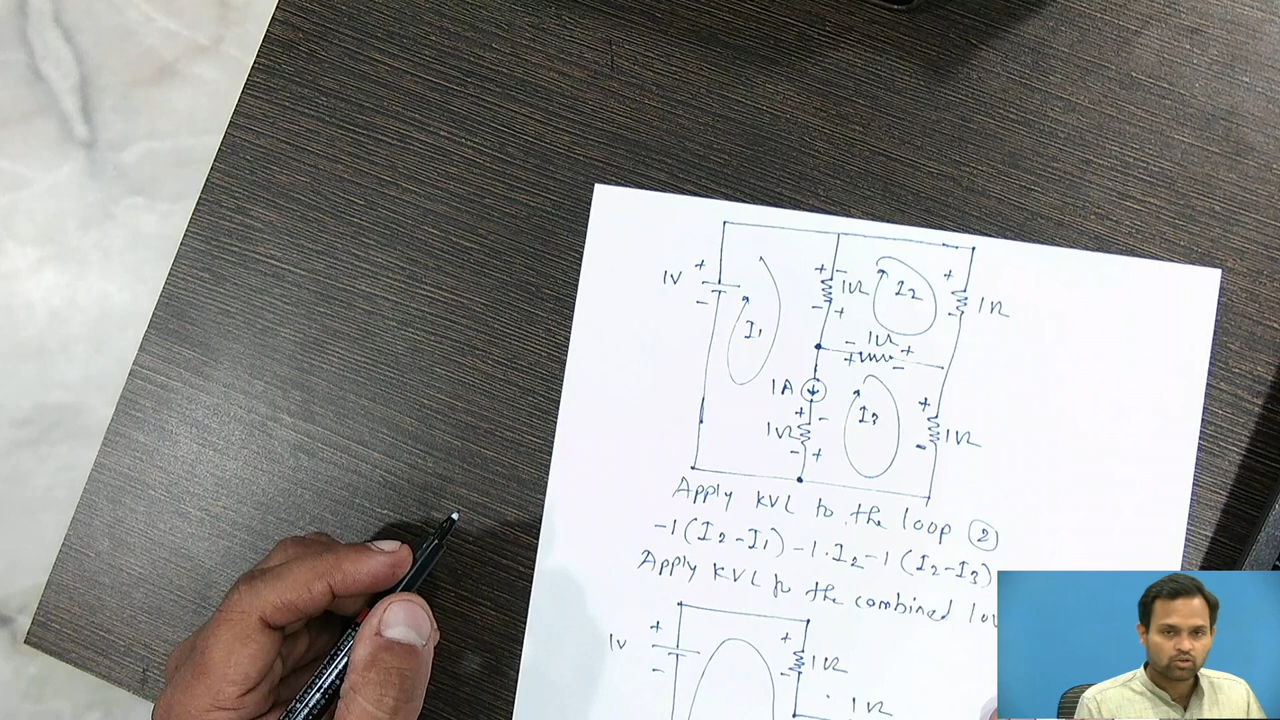 1V + -
+ - 1Ω - +
I₂
+ - 1Ω
I₁
1Ω
- +
+ -
1A
I₃
+ - 1Ω - +
+ - 1Ω
Apply KVL to the loop ②
-1(I₂-I₁)-1.I₂-1(I₂-I₃)
Apply KVL to the combined
1V + -
+ - 1Ω
1Ω